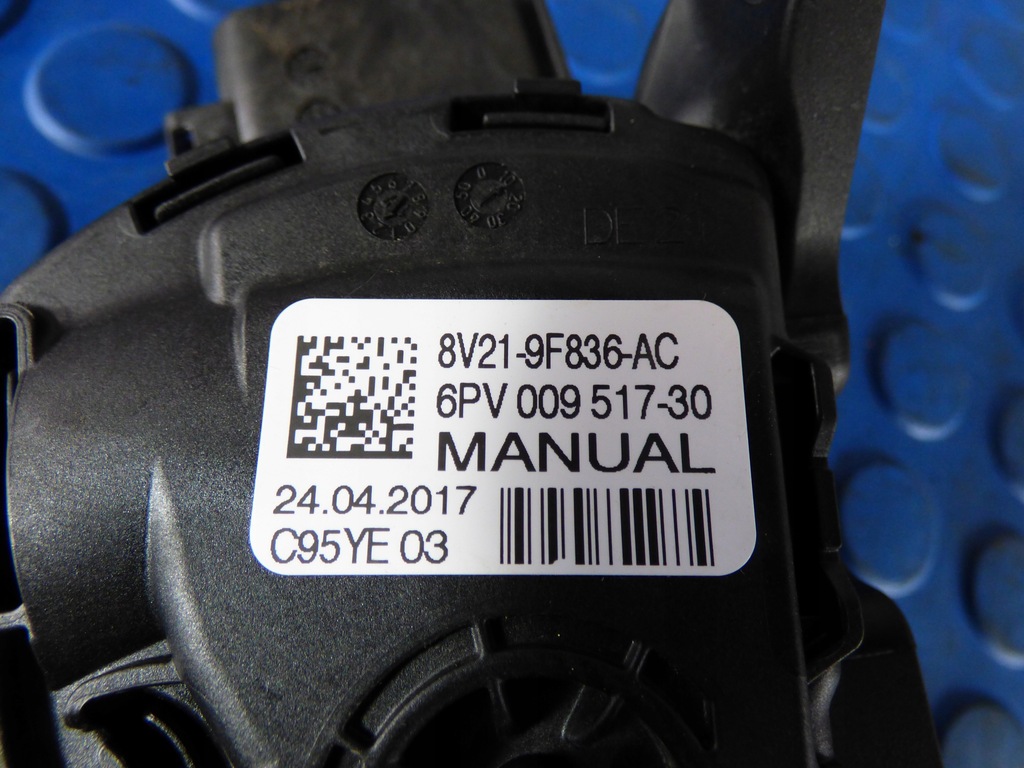 8V21-9F836-AC
6PV 009 517-30
MANUAL
24.04.2017
C95YE 03